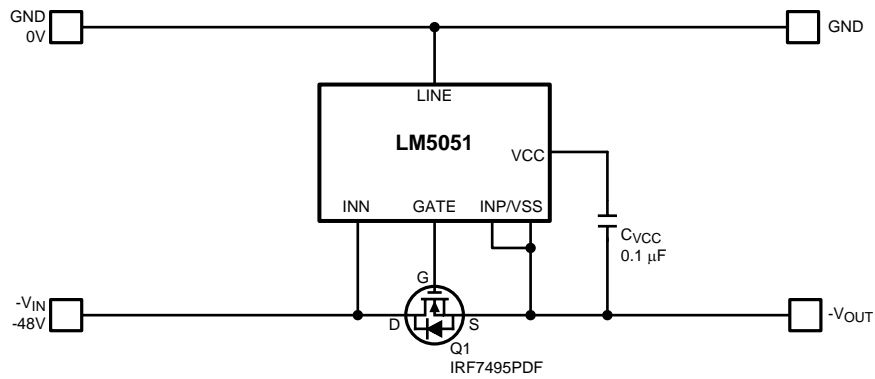 GND
0V
GND
LINE
LM5051
VCC
INN
GATE
INP/VSS
CVCC
0.1 μF
G
-VIN
-48V
D
S
-VOUT
Q1
IRF7495PDF